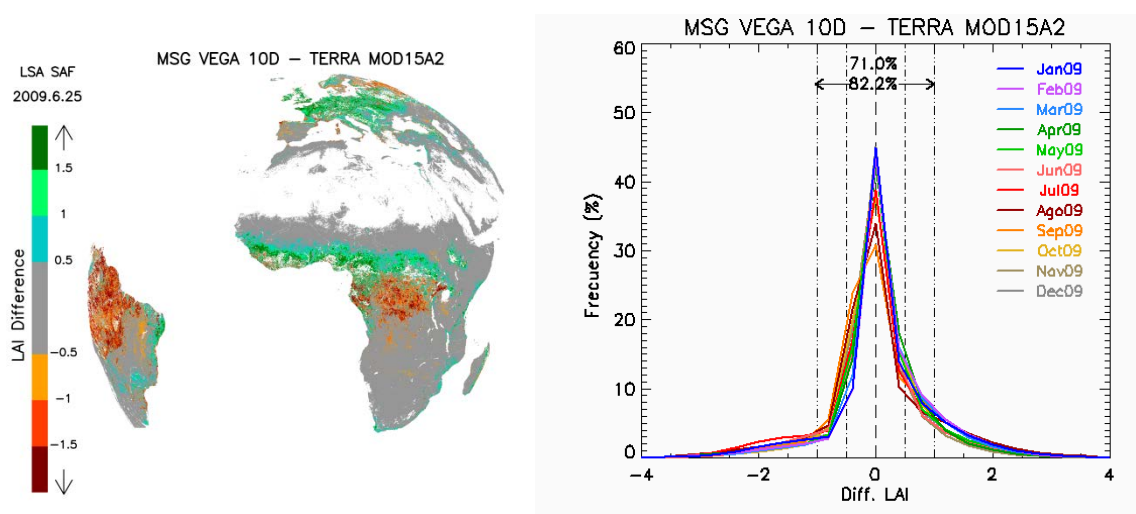 MSG VEGA 10D – TERRA MOD15A2
LSA SAF
2009.6.25
1.5
1
0.5
−0.5
−1
−1.5
LAI Difference
MSG VEGA 10D – TERRA MOD15A2
71.0%
82.2%
60
50
40
30
20
10
0
Frecuency (%)
Jan09
Feb09
Mar09
Apr09
May09
Jun09
Jul09
Ago09
Sep09
Oct09
Nov09
Dec09
−4 −2 0 2 4
Diff. LAI